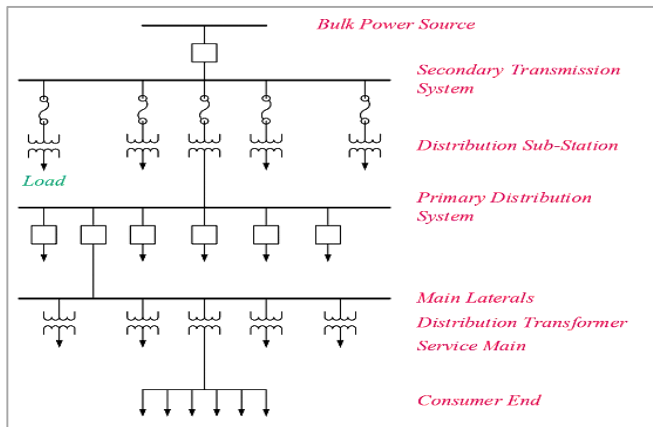 Bulk Power Source
Secondary Transmission
System
Distribution Sub-Station
Load
Primary Distribution
System
Main Laterals
Distribution Transformer
Service Main
Consumer End